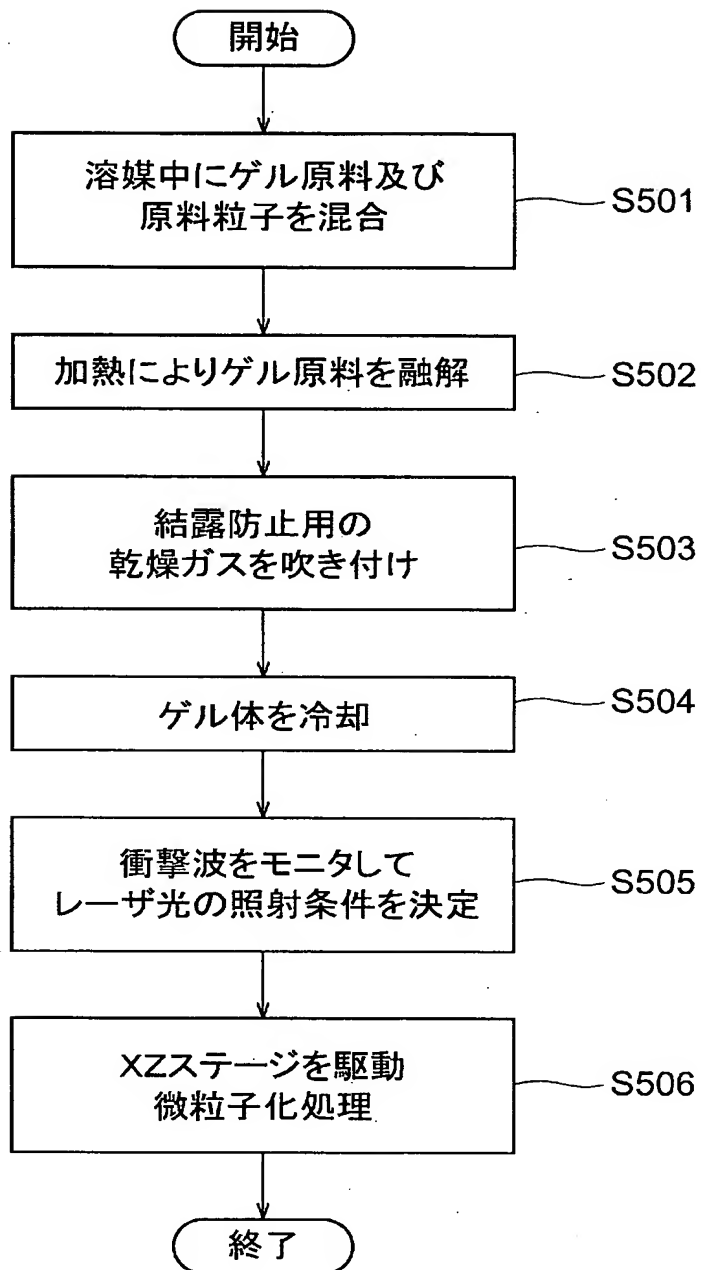 開始
溶媒中にゲル原料及び
原料粒子を混合
S501
加熱によりゲル原料を融解
S502
結露防止用の
乾燥ガスを吹き付け
S503
ゲル体を冷却
S504
衝撃波をモニタして
レーザ光の照射条件を決定
S505
XZステージを駆動
微粒子化処理
S506
終了